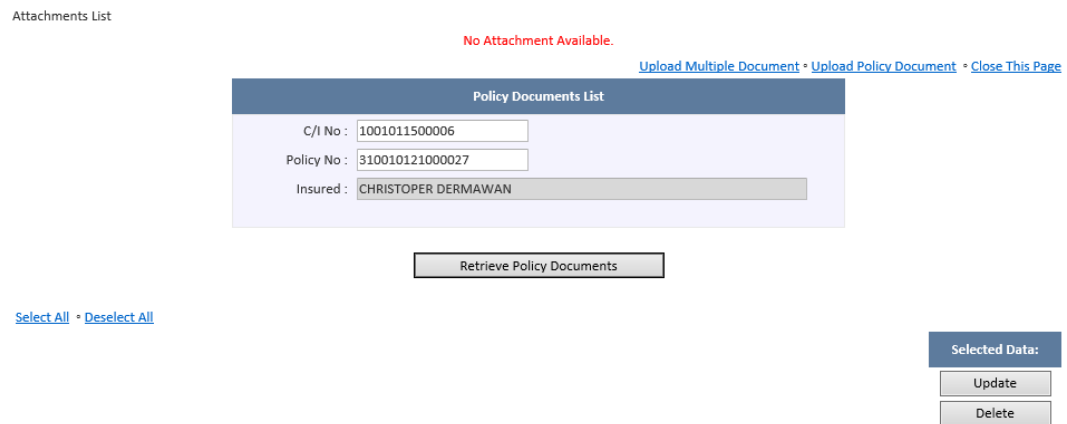 Attachments List
No Attachment Available.
Upload Multiple Document ▫ Upload Policy Document ▫ Close This Page
Policy Documents List
C/I No : 1001011500006
Policy No : 310010121000027
Insured : CHRISTOPER DERMAWAN
Retrieve Policy Documents
Select All ▫ Deselect All
Selected Data:
Update
Delete